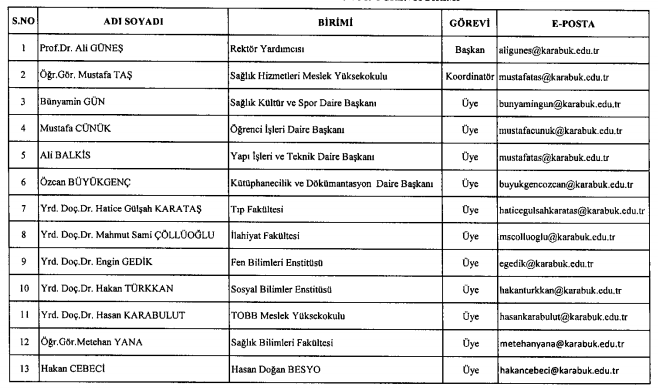 S.NO ADI SOYADI BİRİMİ GÖREVİ E-POSTA
1 Prof.Dr. Ali GÜNEŞ Rektör Yardımcısı Başkan aligunes@karabuk.edu.tr
2 Öğr.Gör. Mustafa TAŞ Sağlık Hizmetleri Meslek Yüksekokulu Koordinatör mustafatas@karabuk.edu.tr
3 Bünyamin GÜN Sağlık Kültür ve Spor Daire Başkanı Üye bunyamingun@karabuk.edu.tr
4 Mustafa CÜNÜK Öğrenci İşleri Daire Başkanı Üye mustafacunuk@karabuk.edu.tr
5 Ali BALKİS Yapı İşleri ve Teknik Daire Başkanı Üye mustafatas@karabuk.edu.tr
6 Özcan BÜYÜKGENÇ Kütüphanecilik ve Dökümantasyon Daire Başkanı Üye buyukgencozcan@karabuk.edu.tr
7 Yrd. Doç.Dr. Hatice Gülşah KARATAŞ Tıp Fakültesi Üye haticegulsahkaratas@karabuk.edu.tr
8 Yrd. Doç.Dr. Mahmut Sami ÇÖLLÜOĞLU İlahiyat Fakültesi Üye mscolluoglu@karabuk.edu.tr
9 Yrd. Doç.Dr. Engin GEDİK Fen Bilimleri Enstitüsü Üye egedik@karabuk.edu.tr
10 Yrd. Doç.Dr. Hakan TÜRKKAN Sosyal Bilimler Enstitüsü Üye hakanturkkan@karabuk.edu.tr
11 Yrd. Doç.Dr. Hasan KARABULUT TOBB Meslek Yüksekokulu Üye hasankarabulut@karabuk.edu.tr
12 Öğr.Gör.Metehan YANA Sağlık Bilimleri Fakültesi Üye metehanyana@karabuk.edu.tr
13 Hakan CEBECİ Hasan Doğan BESYO Üye hakancebeci@karabuk.edu.tr